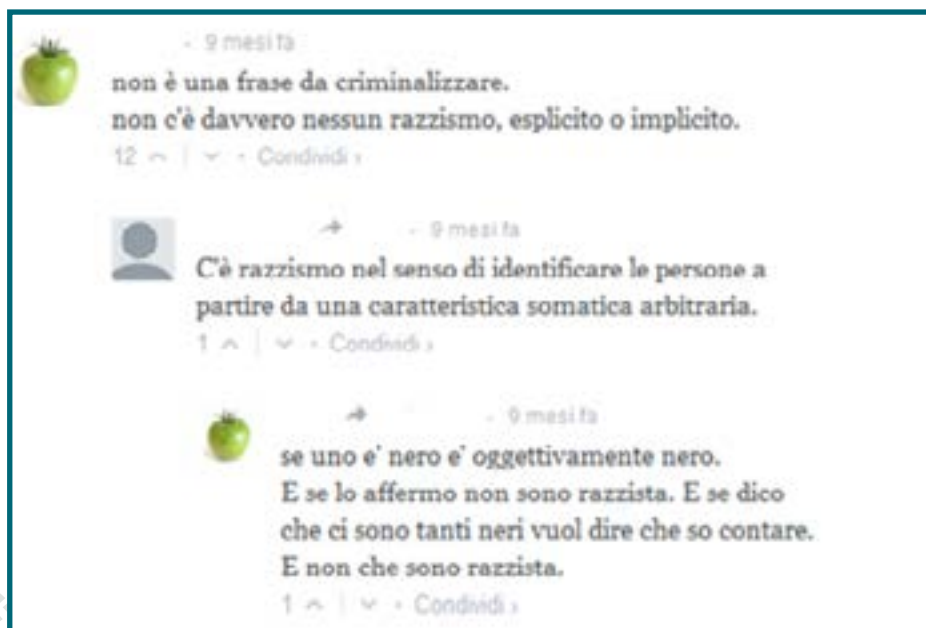 - 9 mesi fa
non è una frase da criminalizzare.
non c'è davvero nessun razzismo, esplicito o implicito.
12 | • Condividi ›
- 9 mesi fa
C'è razzismo nel senso di identificare le persone a
partire da una caratteristica somatica arbitraria.
1 | • Condividi ›
- 9 mesi fa
se uno e' nero e' oggettivamente nero.
E se lo affermo non sono razzista. E se dico
che ci sono tanti neri vuol dire che so contare.
E non che sono razzista.
1 | • Condividi ›